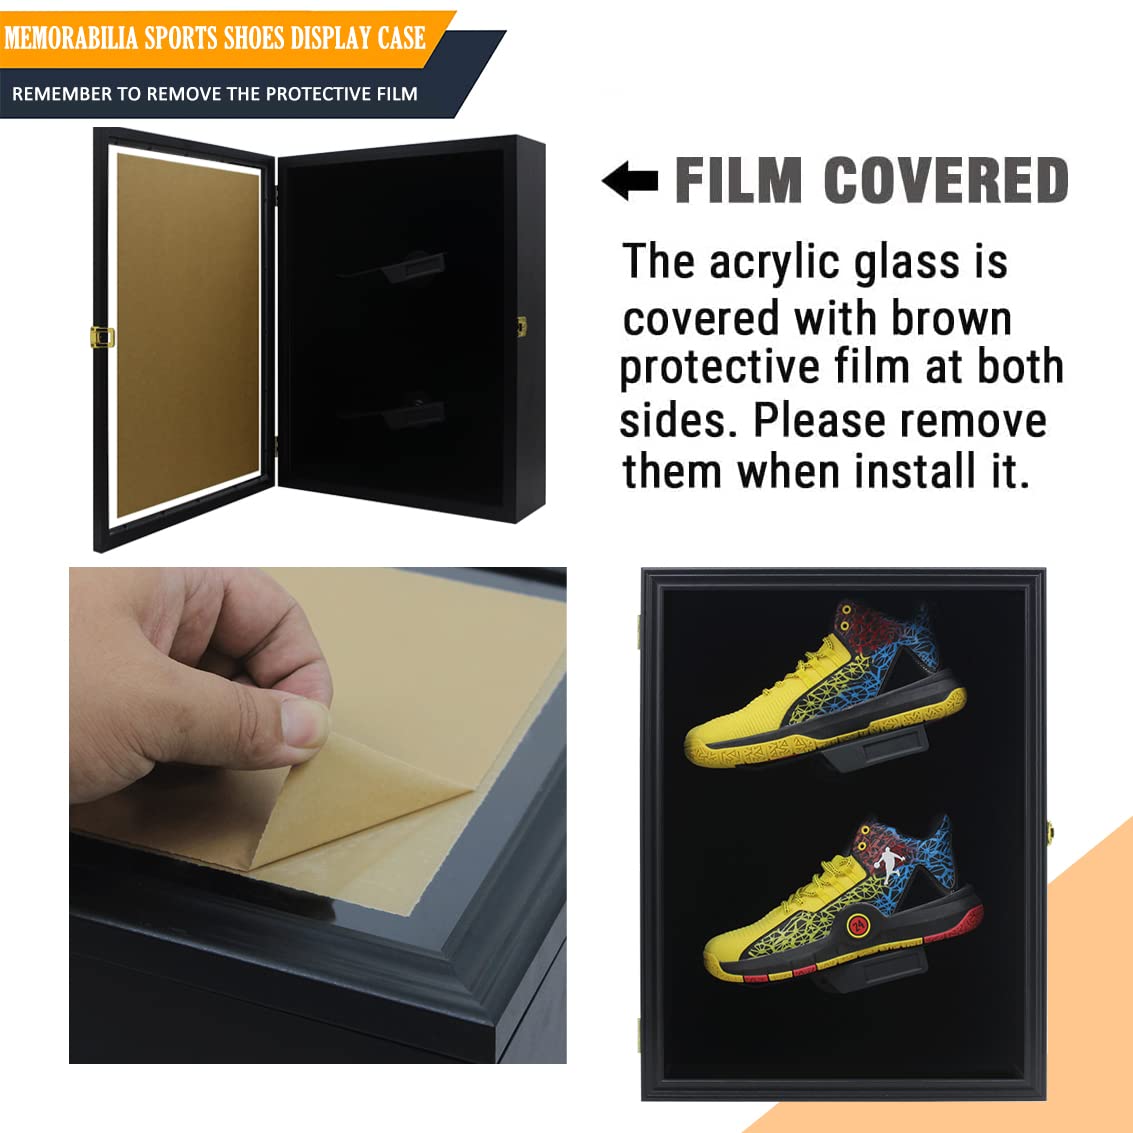 MEMORABILIA SPORTS SHOES DISPLAY CASE
REMEMBER TO REMOVE THE PROTECTIVE FILM
FILM COVERED
The acrylic glass is
covered with brown
protective film at both
sides. Please remove
them when install it.
24